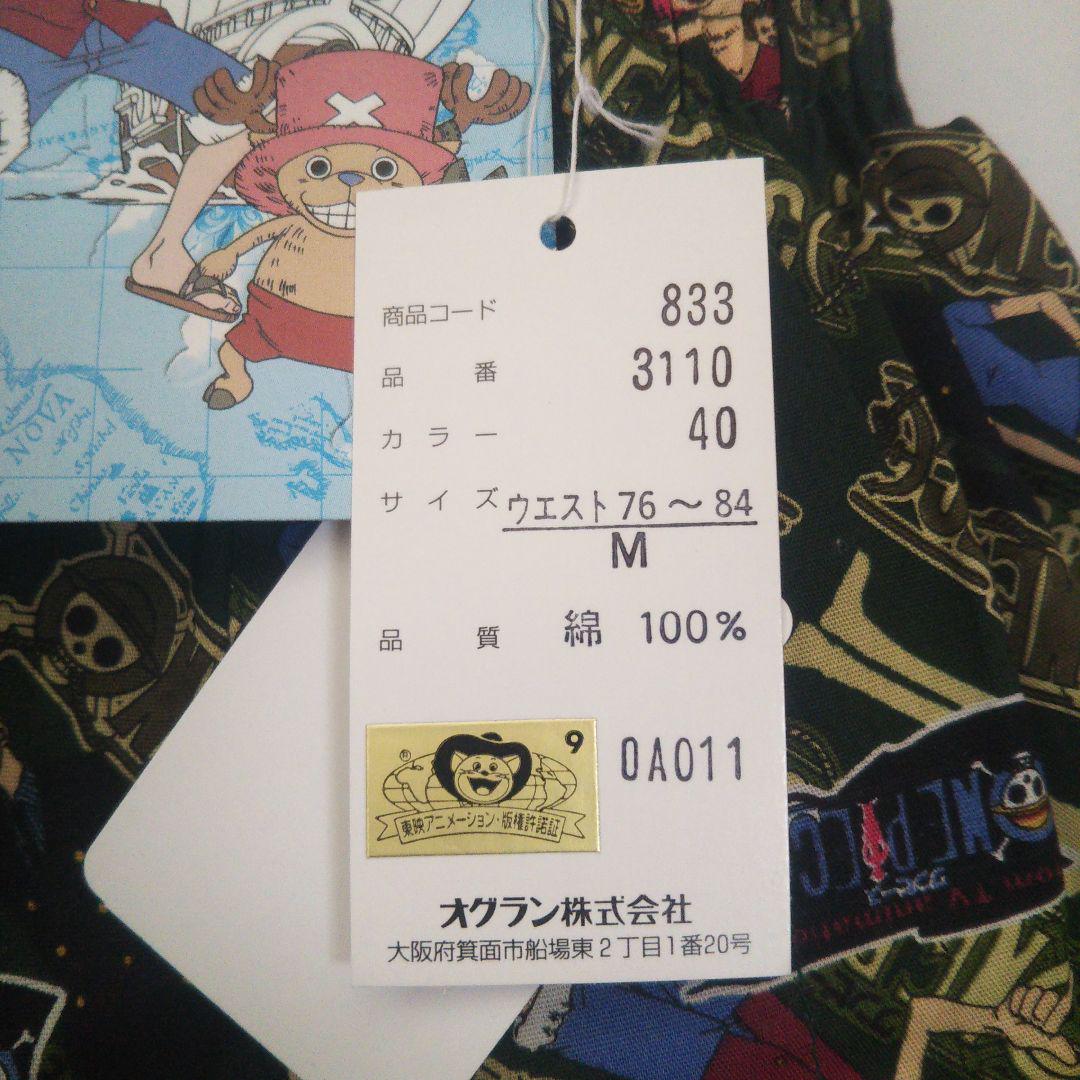 NOVA
商品コード 833
品番 3110
カラー 40
サイズ ウエスト76～84
M
品質 綿 100%
9
®
東映アニメーション・版権許諾証
0A011
オグラン株式会社
大阪府箕面市船場東2丁目1番20号
ONE PIECE